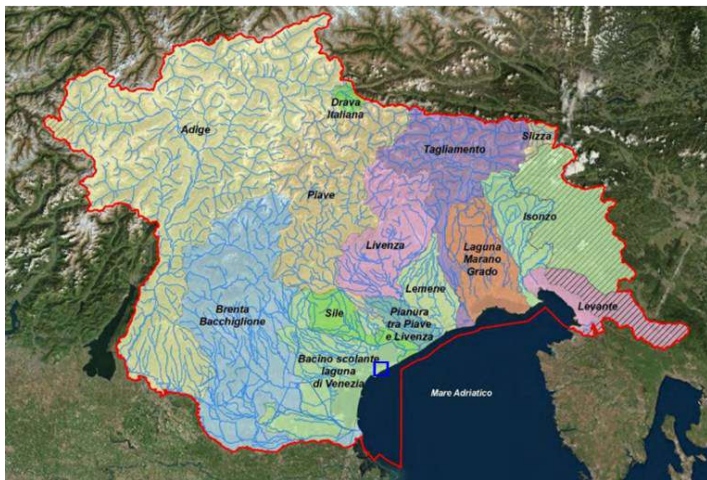 Drava
Italiana
Adige
Slizza
Tagliamento
Piave
Isonzo
Livenza
Laguna
Marano
Grado
Lemene
Levante
Brenta
Bacchiglione
Sile
Pianura
tra Piave
e Livenza
Bacino scolante
laguna
di Venezia
Mare Adriatico